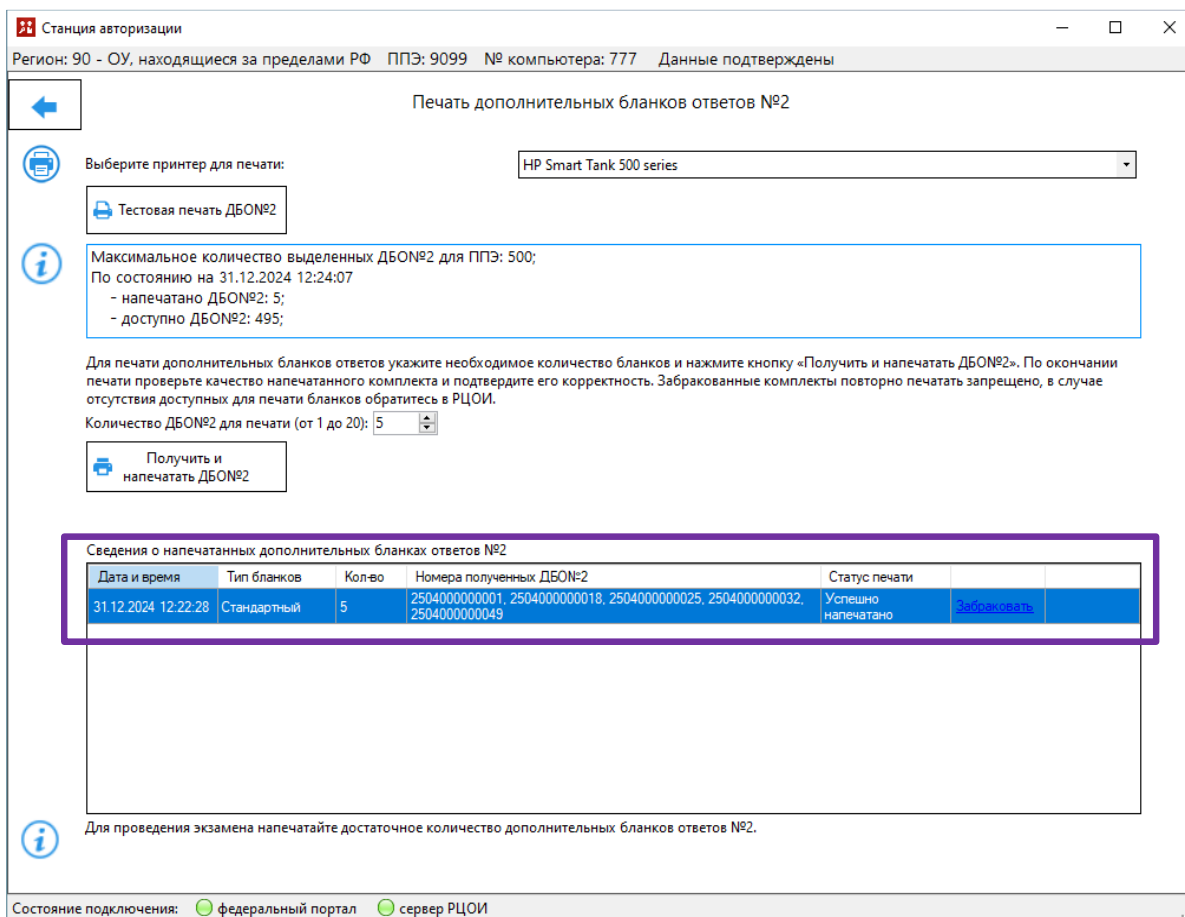 Станция авторизации
Регион: 90 - ОУ, находящиеся за пределами РФ ППЭ: 9099 № компьютера: 777 Данные подтверждены
Печать дополнительных бланков ответов №2
Выберите принтер для печати:
HP Smart Tank 500 series
Тестовая печать ДБО№2
Максимальное количество выделенных ДБО№2 для ППЭ: 500;
По состоянию на 31.12.2024 12:24:07
- напечатано ДБО№2: 5;
- доступно ДБО№2: 495;
Для печати дополнительных бланков ответов укажите необходимое количество бланков и нажмите кнопку «Получить и напечатать ДБО№2». По окончании
печати проверьте качество напечатанного комплекта и подтвердите его корректность. Забракованные комплекты повторно печатать запрещено, в случае
отсутствия доступных для печати бланков обратитесь в РЦОИ.
Количество ДБО№2 для печати (от 1 до 20): 5
Получить и
напечатать ДБО№2
Сведения о напечатанных дополнительных бланках ответов №2
Дата и время Тип бланков Кол-во Номера полученных ДБО№2 Статус печати
31.12.2024 12:22:28 Стандартный 5 2504000000001, 2504000000018, 2504000000025, 2504000000032, Успешно Забраковать
2504000000049 напечатано
Для проведения экзамена напечатайте достаточное количество дополнительных бланков ответов №2.
Состояние подключения: федеральный портал сервер РЦОИ